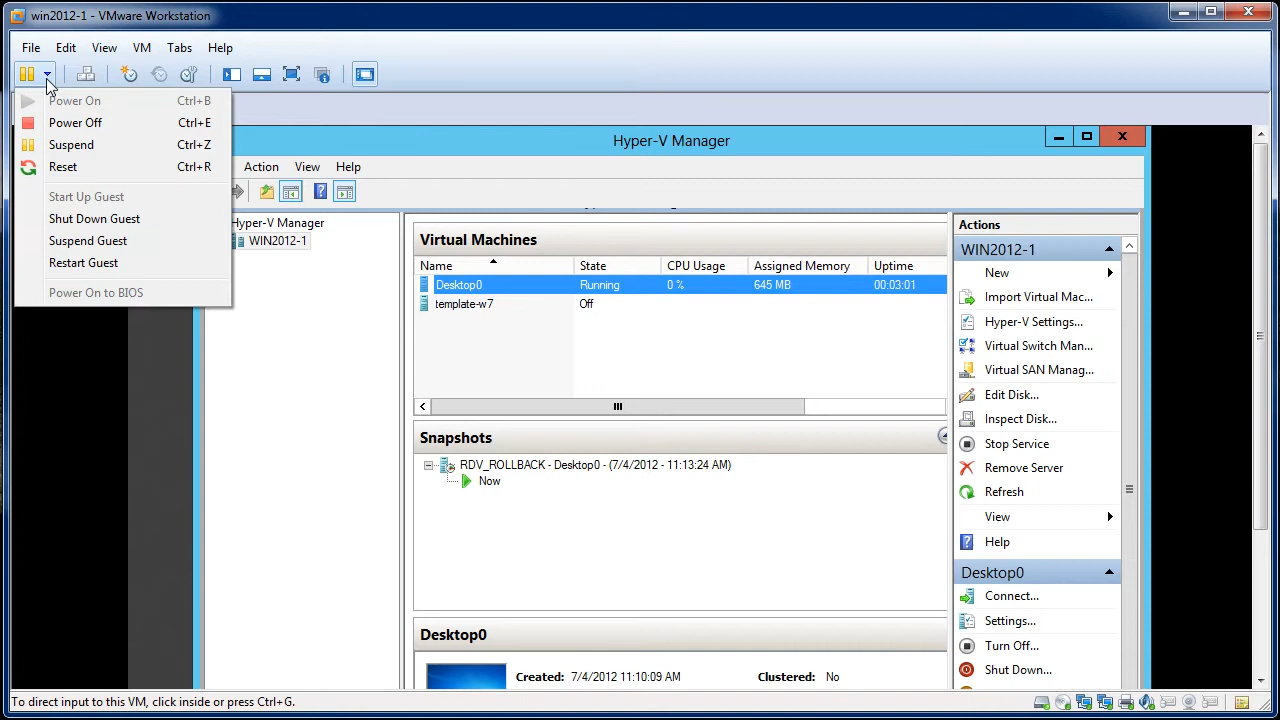 win2012-1 - VMware Workstation
File Edit View VM Tabs Help
Power On Ctrl+B
Power Off Ctrl+E
Suspend Ctrl+Z
Reset Ctrl+R
Start Up Guest
Shut Down Guest
Suspend Guest
Restart Guest
Power On to BIOS
Hyper-V Manager
Action View Help
Hyper-V Manager
WIN2012-1
Virtual Machines
Name State CPU Usage Assigned Memory Uptime
Desktop0 Running 0 % 645 MB 00:03:01
template-w7 Off
Snapshots
RDV_ROLLBACK - Desktop0 - (7/4/2012 - 11:13:24 AM)
Now
Desktop0
Created: 7/4/2012 11:10:09 AM Clustered: No
Actions
WIN2012-1
New
Import Virtual Mac...
Hyper-V Settings...
Virtual Switch Man...
Virtual SAN Manag...
Edit Disk...
Inspect Disk...
Stop Service
Remove Server
Refresh
View
Help
Desktop0
Connect...
Settings...
Turn Off...
Shut Down...
To direct input to this VM, click inside or press Ctrl+G.